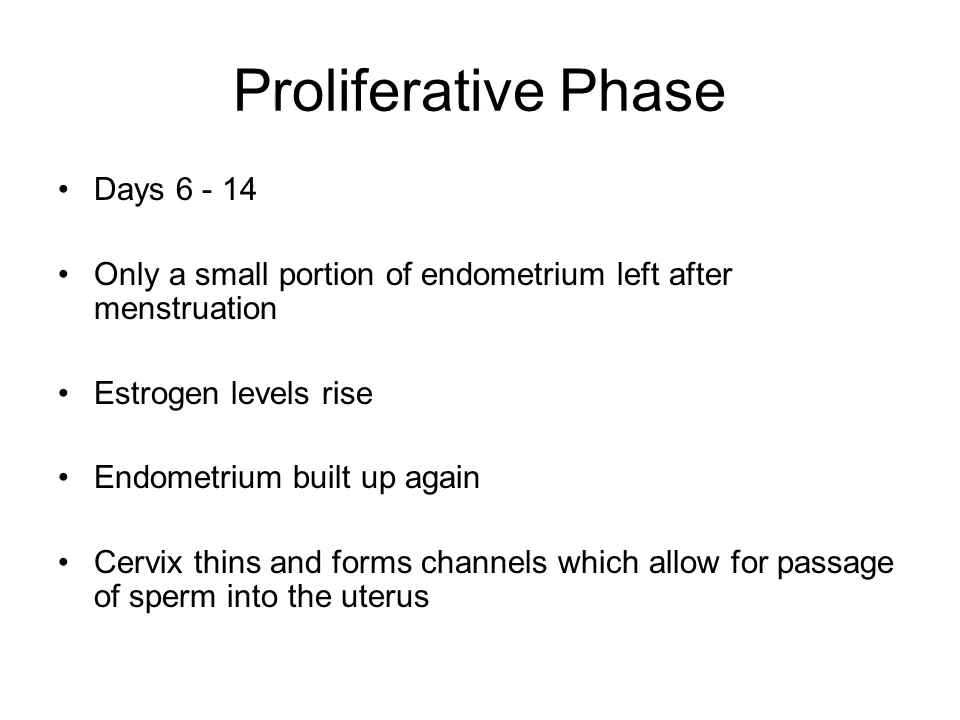 Proliferative Phase
• Days 6 - 14
• Only a small portion of endometrium left after
menstruation
• Estrogen levels rise
• Endometrium built up again
• Cervix thins and forms channels which allow for passage
of sperm into the uterus